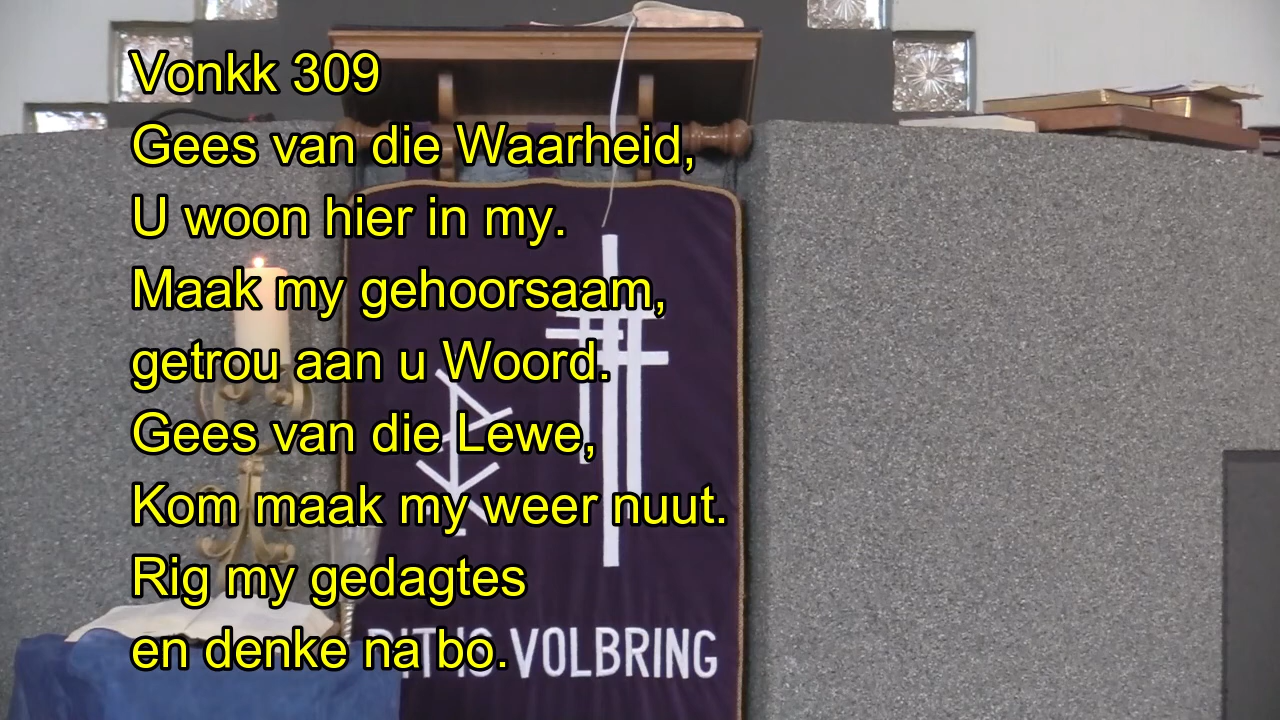 Vonkk 309
Gees van die Waarheid,
U woon hier in my.
Maak my gehoorsaam,
getrou aan u Woord.
Gees van die Lewe,
Kom maak my weer nuut.
Rig my gedagtes
en denke na bo.
DIT IS VOLBRING